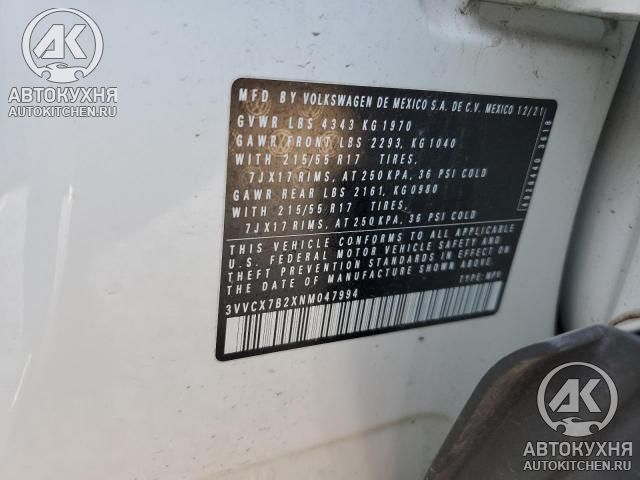 AK
АВТОКУХНЯ
AUTOKITCHEN.RU
MFD BY VOLKSWAGEN DE MEXICO S.A. DE C.V. MEXICO 12/21
GVWR LBS 4343 KG 1970
GAWR/FRONT LBS 2293, KG 1040
WITH 215/55 R17 TIRES,
7JX17 RIMS, AT 250 KPA, 36 PSI COLD
GAWR REAR LBS 2161, KG 0980
WITH 215/55 R17 TIRES,
7JX17 RIMS, AT 250 KPA, 36 PSI COLD
THIS VEHICLE CONFORMS TO ALL APPLICABLE
U.S. FEDERAL MOTOR VEHICLE SAFETY AND
THEFT PREVENTION STANDARDS IN EFFECT ON
THE DATE OF MANUFACTURE SHOWN ABOVE.
3VVCX7B2XNM047994
TYPE: MPV
AK
АВТОКУХНЯ
AUTOKITCHEN.RU